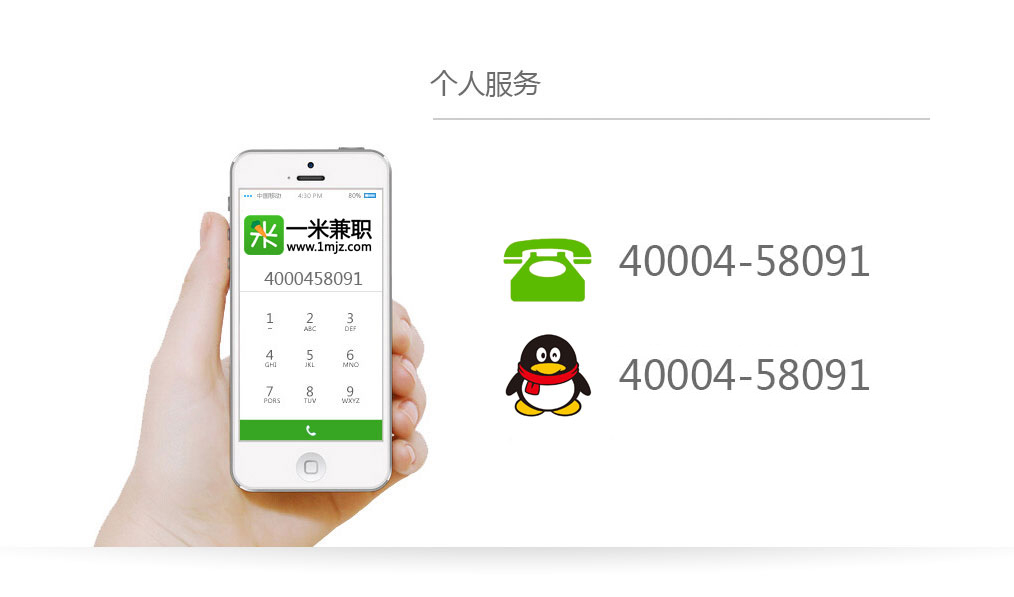 个人服务
中国移动 4:30 PM 80%
一米兼职
www.1mjz.com
4000458091
1 2 3
ABC DEF
4 5 6
GHI JKL MNO
7 8 9
PQRS TUV WXYZ
40004-58091
40004-58091